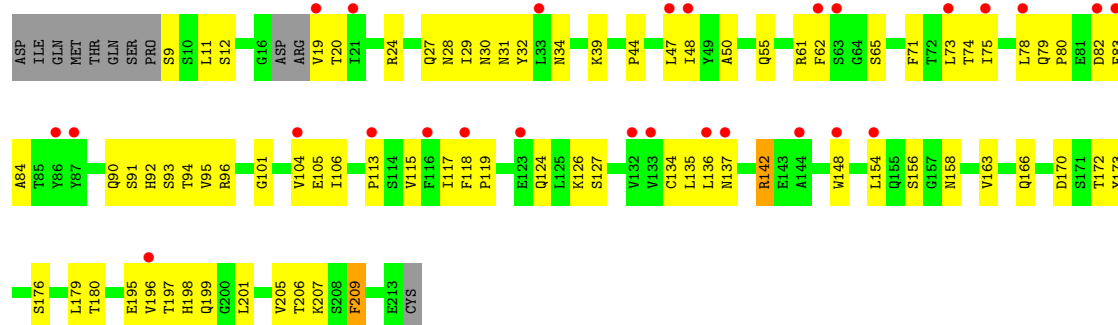 ASP ILE GLN MET THR GLN SER PRO S9 S10 L11 S12 G16 ASP ARG V19 T20 I21 R24 Q27 N28 I29 N30 N31 Y32 L33 N34 K39 P44 L47 I48 Y49 A50 Q55 R61 F62 S63 G64 S65 F71 T72 L73 T74 I75 L78 Q79 P80 E81 D82
A84 T85 Y86 Y87 Q90 S91 H92 S93 T94 V95 R96 G101 V104 E105 I106 P113 S114 V115 F116 I117 F118 P119 E123 Q124 L125 K126 S127 V132 V133 C134 L135 L136 N137 R142 E143 A144 W148 L154 Q155 S156 G157 N158 V163 Q166 D170 S171 T172
S176 L179 T180 E195 V196 T197 H198 Q199 G200 L201 V205 T206 K207 S208 F209 E213 CYS